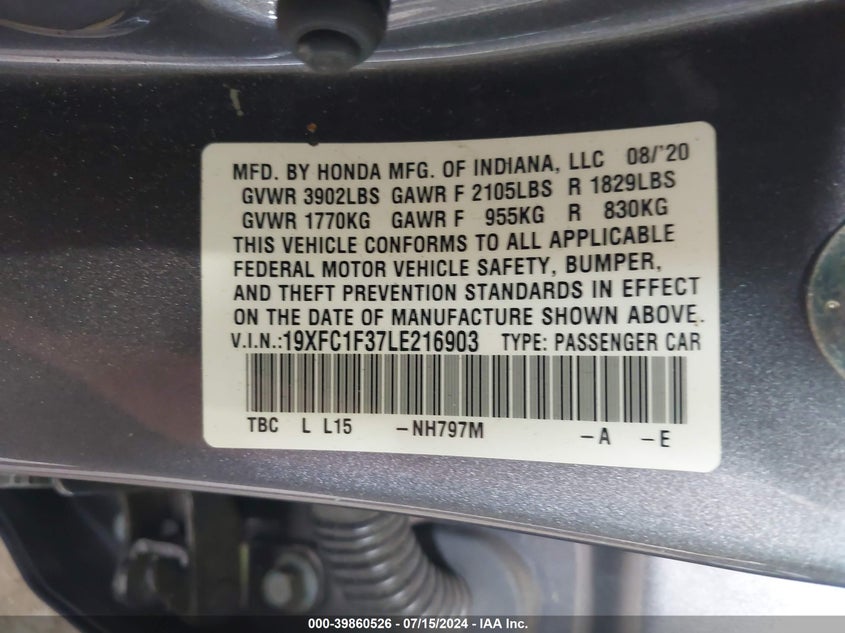 MFD. BY HONDA MFG. OF INDIANA, LLC 08/'20
GVWR 3902LBS GAWR F 2105LBS R 1829LBS
GVWR 1770KG GAWR F 955KG R 830KG
THIS VEHICLE CONFORMS TO ALL APPLICABLE
FEDERAL MOTOR VEHICLE SAFETY, BUMPER,
AND THEFT PREVENTION STANDARDS IN EFFECT
ON THE DATE OF MANUFACTURE SHOWN ABOVE.
V.I.N.:19XFC1F37LE216903 TYPE: PASSENGER CAR
TBC L L15 -NH797M -A -E
000-39860526 - 07/15/2024 - IAA Inc.